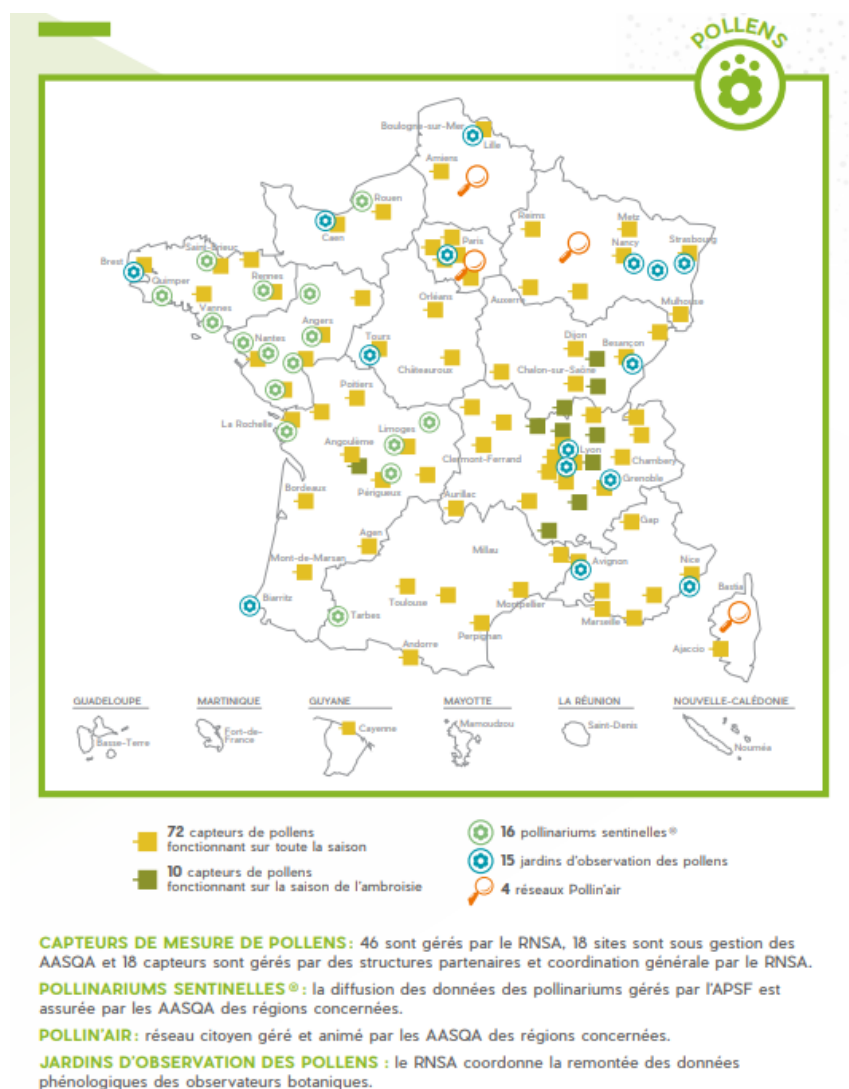 POLLENS
Boulogne-sur-Mer
Lille
Amiens
Rouen
Caen
Reims
Metz
Paris
Nancy
Strasbourg
Brest
Saint-Brieuc
Quimper
Rennes
Vannes
Orléans
Auxerre
Mulhouse
Angers
Nantes
Tours
Dijon
Besançon
Châteauroux
Chalon-sur-Saône
Poitiers
La Rochelle
Limoges
Angoulême
Clermont-Ferrand
Lyon
Chambery
Grenoble
Périgueux
Bordeaux
Aurillac
Gap
Agen
Millau
Avignon
Nice
Mont-de-Marsan
Bastia
Biarritz
Toulouse
Montpellier
Tarbes
Marseille
Perpignan
Andorre
Ajaccio
GUADELOUPE
MARTINIQUE
GUYANE
MAYOTTE
LA RÉUNION
NOUVELLE-CALÉDONIE
Basse-Terre
Fort-de-
France
Cayenne
Mamoudzou
Saint-Denis
Nouméa
72 capteurs de pollens
fonctionnant sur toute la saison
10 capteurs de pollens
fonctionnant sur la saison de l'ambroisie
16 pollinariums sentinelles®
15 jardins d'observation des pollens
4 réseaux Pollin'air
CAPTEURS DE MESURE DE POLLENS : 46 sont gérés par le RNSA, 18 sites sont sous gestion des
AASQA et 18 capteurs sont gérés par des structures partenaires et coordination générale par le RNSA.
POLLINARIUMS SENTINELLES® : la diffusion des données des pollinariums gérés par l'APSF est
assurée par les AASQA des régions concernées.
POLLIN'AIR : réseau citoyen géré et animé par les AASQA des régions concernées.
JARDINS D'OBSERVATION DES POLLENS : le RNSA coordonne la remontée des données
phénologiques des observateurs botaniques.